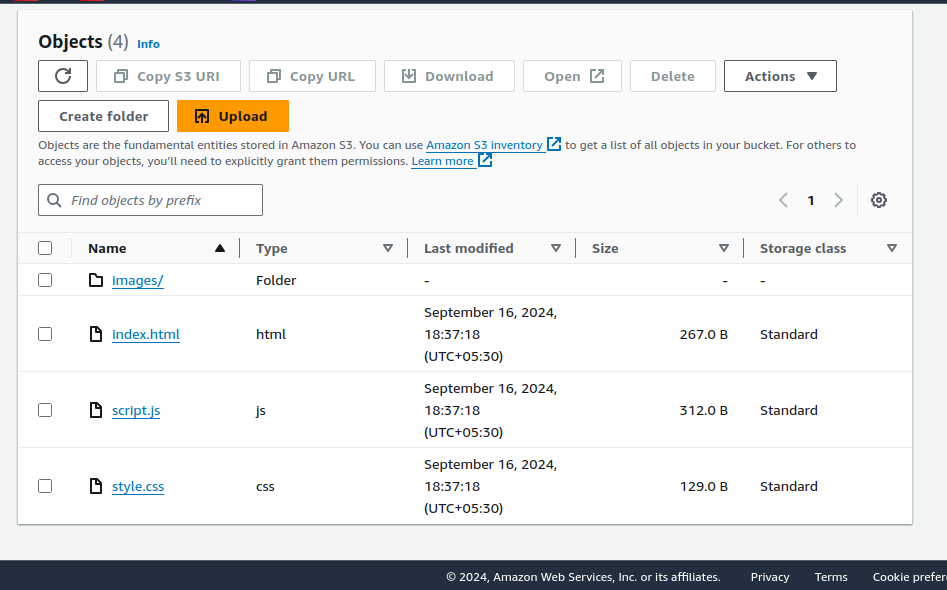 Objects (4) Info
Copy S3 URI Copy URL Download Open Delete Actions
Create folder Upload
Objects are the fundamental entities stored in Amazon S3. You can use Amazon S3 inventory to get a list of all objects in your bucket. For others to
access your objects, you'll need to explicitly grant them permissions. Learn more
Find objects by prefix 1
Name Type Last modified Size Storage class
images/ Folder - - -
September 16, 2024,
index.html html 18:37:18 267.0 B Standard
(UTC+05:30)
September 16, 2024,
script.js js 18:37:18 312.0 B Standard
(UTC+05:30)
September 16, 2024,
style.css css 18:37:18 129.0 B Standard
(UTC+05:30)
© 2024, Amazon Web Services, Inc. or its affiliates. Privacy Terms Cookie prefer